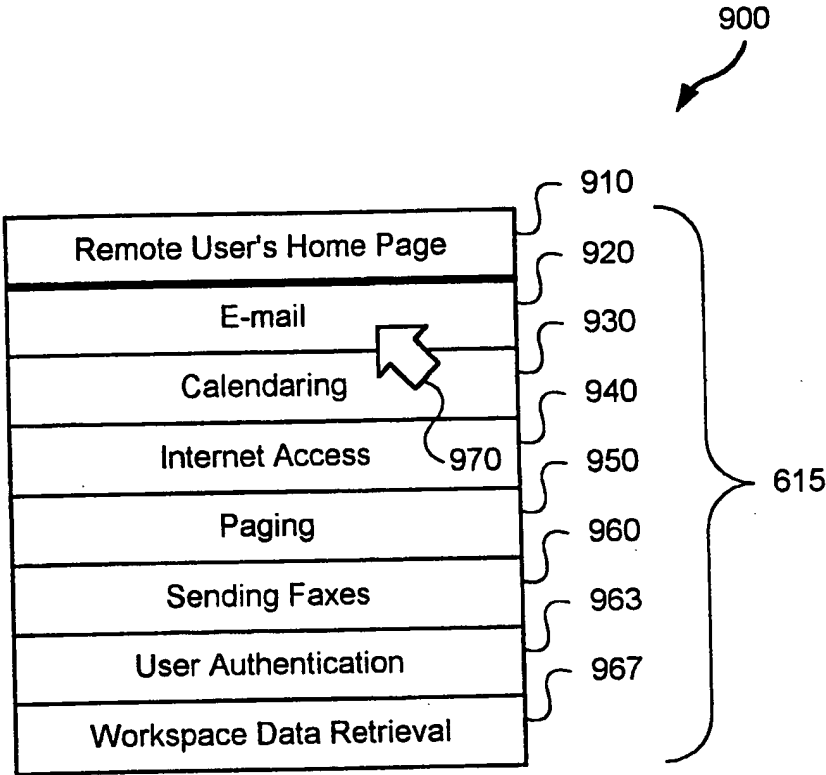 900
910
Remote User's Home Page
920
E-mail
930
Calendaring
940
Internet Access
970
950
615
Paging
960
Sending Faxes
963
User Authentication
967
Workspace Data Retrieval